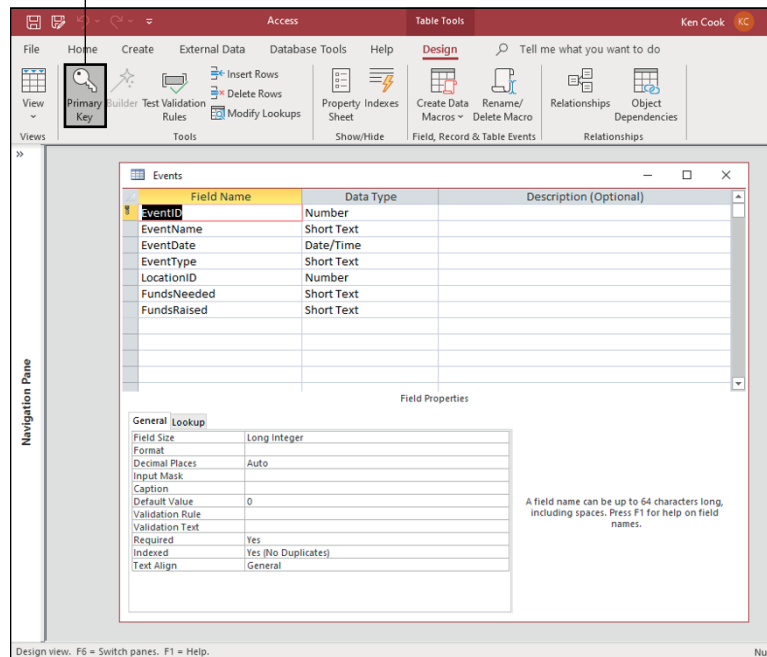 Access Table Tools Ken Cook KC
File Home Create External Data Database Tools Help Design Tell me what you want to do
View Primary Key Builder Test Validation Rules Insert Rows Property Sheet Indexes Create Data Macros Rename/ Delete Macro Relationships Object Dependencies
Delete Rows
Modify Lookups
Views Tools Show/Hide Field, Record & Table Events Relationships
»
Events
Field Name Data Type Description (Optional)
EventID Number
EventName Short Text
EventDate Date/Time
EventType Short Text
LocationID Number
FundsNeeded Short Text
FundsRaised Short Text
Navigation Pane
Field Properties
General Lookup
Field Size Long Integer
Format
Decimal Places Auto
Input Mask
Caption
Default Value 0
Validation Rule
Validation Text
Required Yes
Indexed Yes (No Duplicates)
Text Align General
A field name can be up to 64 characters long,
including spaces. Press F1 for help on field
names.
Design view. F6 = Switch panes. F1 = Help. Nu